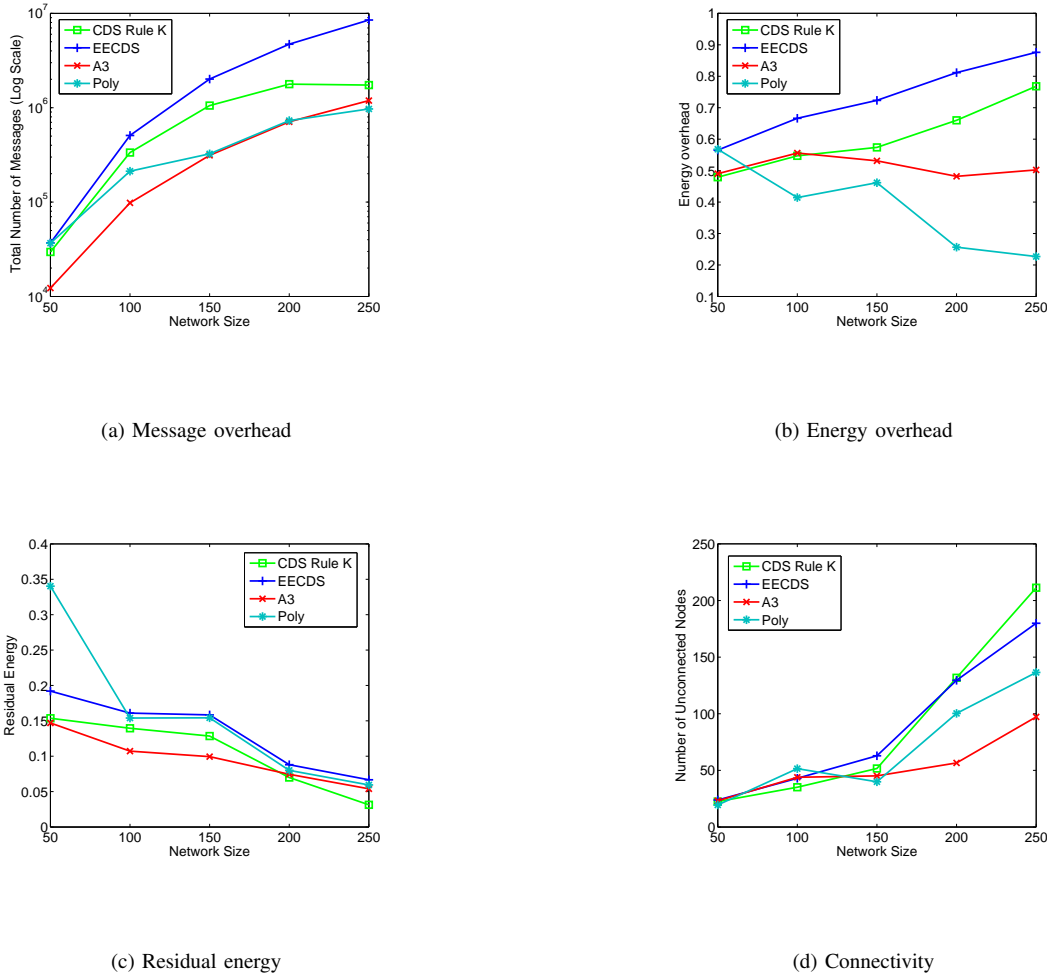 10^7
10^6
10^5
10^4
Total Number of Messages (Log Scale)
CDS Rule K
EECDS
A3
Poly
50 100 150 200 250
Network Size
(a) Message overhead
1
0.9
0.8
0.7
0.6
0.5
0.4
0.3
0.2
0.1
Energy overhead
CDS Rule K
EECDS
A3
Poly
50 100 150 200 250
Network Size
(b) Energy overhead
0.4
0.35
0.3
0.25
0.2
0.15
0.1
0.05
0
Residual Energy
CDS Rule K
EECDS
A3
Poly
50 100 150 200 250
Network Size
(c) Residual energy
250
200
150
100
50
0
Number of Unconnected Nodes
CDS Rule K
EECDS
A3
Poly
50 100 150 200 250
Network Size
(d) Connectivity